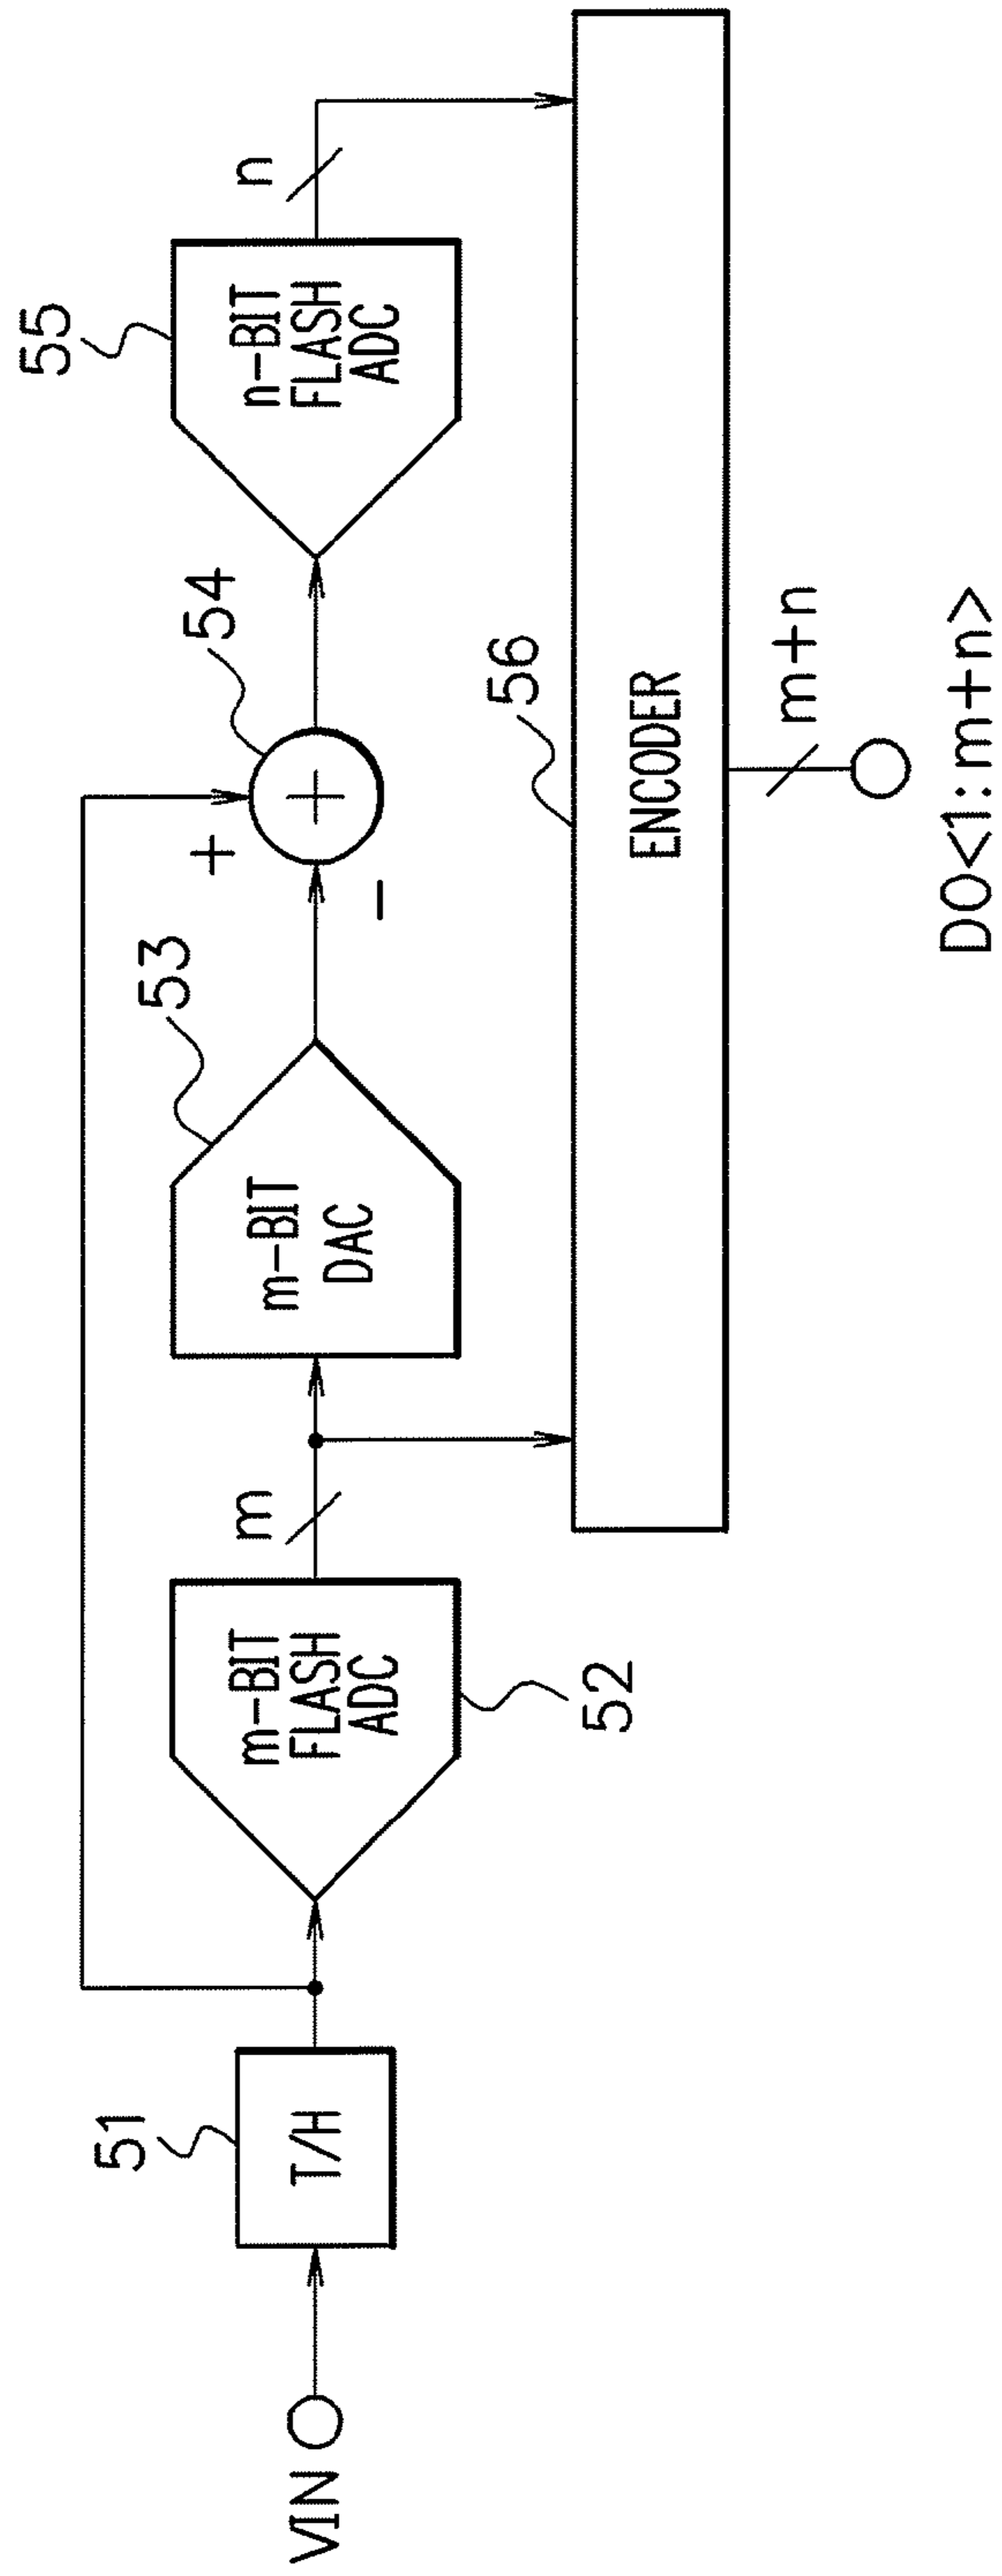 55
n
n-BIT
FLASH
ADC
54
+
−
53
m-BIT
DAC
m
m-BIT
FLASH
ADC
52
51
T/H
VIN
56
ENCODER
m+n
DO<1:m+n>